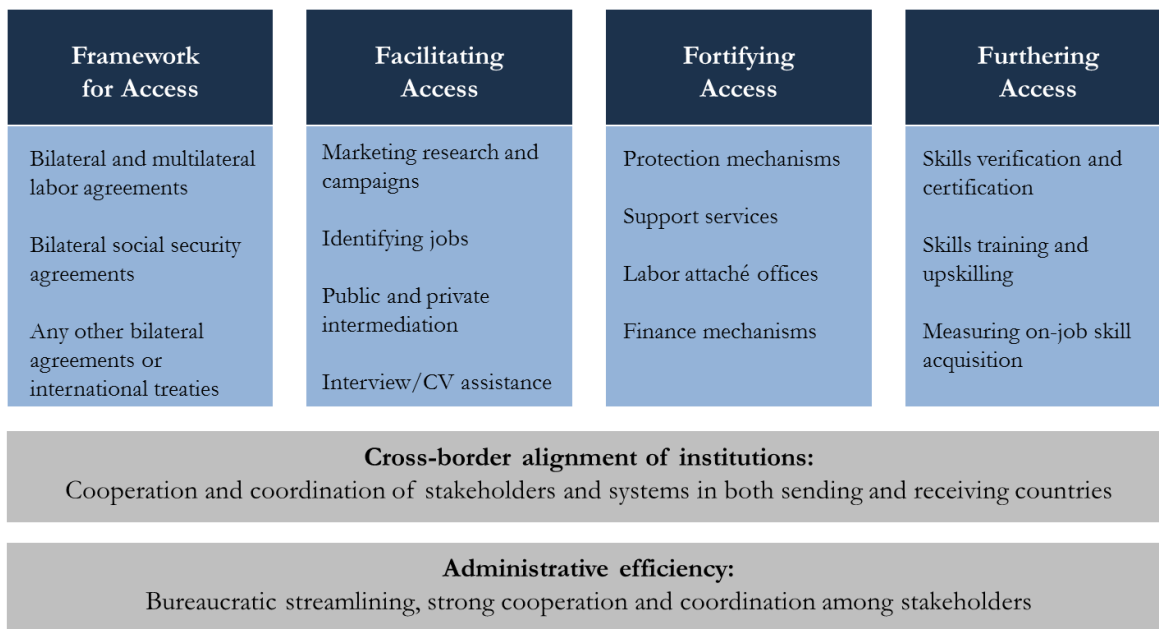 Framework
for Access
Bilateral and multilateral
labor agreements
Bilateral social security
agreements
Any other bilateral
agreements or
international treaties
Facilitating
Access
Marketing research and
campaigns
Identifying jobs
Public and private
intermediation
Interview/CV assistance
Fortifying
Access
Protection mechanisms
Support services
Labor attaché offices
Finance mechanisms
Furthering
Access
Skills verification and
certification
Skills training and
upskilling
Measuring on-job skill
acquisition
Cross-border alignment of institutions:
Cooperation and coordination of stakeholders and systems in both sending and receiving countries
Administrative efficiency:
Bureaucratic streamlining, strong cooperation and coordination among stakeholders